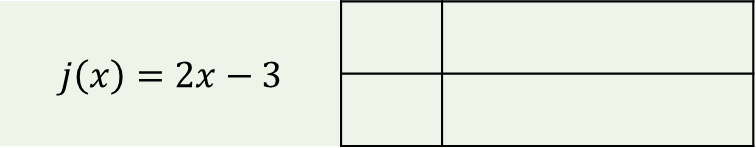 j(x) = 2x − 3